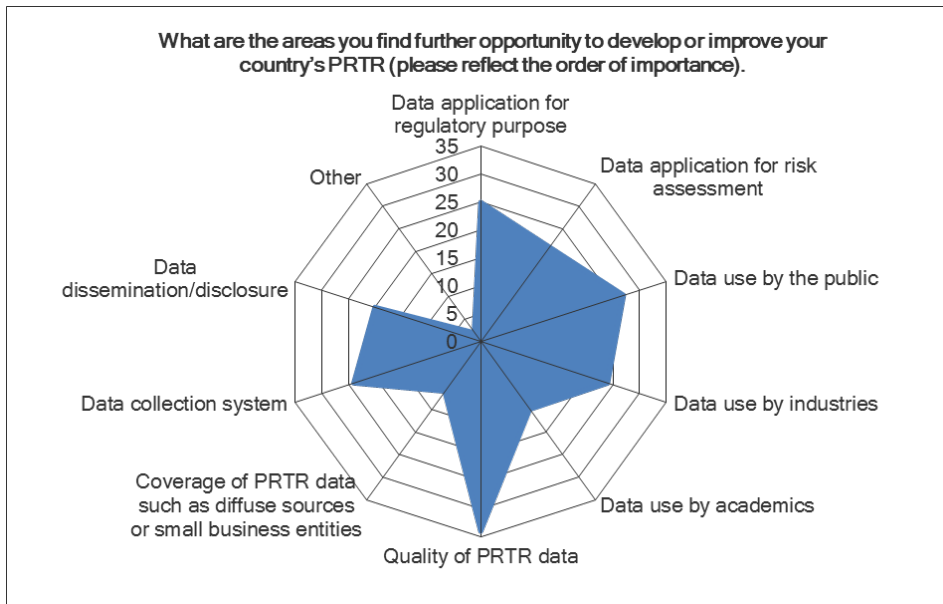 What are the areas you find further opportunity to develop or improve your
country's PRTR (please reflect the order of importance).
Data application for
regulatory purpose
35
30
25
20
15
10
5
0
Data application for risk
assessment
Data use by the public
Data use by industries
Data use by academics
Quality of PRTR data
Coverage of PRTR data
such as diffuse sources
or small business entities
Data collection system
Data
dissemination/disclosure
Other